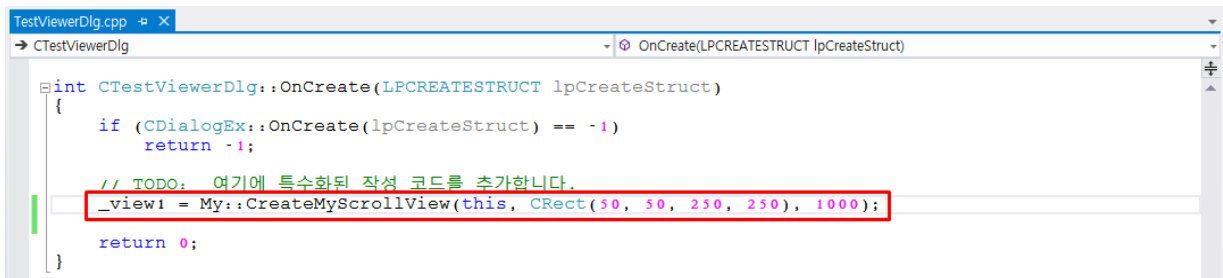 TestViewerDlg.cpp
CTestViewerDlg OnCreate(LPCREATESTRUCT lpCreateStruct)
int CTestViewerDlg::OnCreate(LPCREATESTRUCT lpCreateStruct)
{
if (CDialogEx::OnCreate(lpCreateStruct) == -1)
return -1;
// TODO:  여기에 특수화된 작성 코드를 추가합니다.
_view1 = My::CreateMyScrollView(this, CRect(50, 50, 250, 250), 1000);
return 0;
}